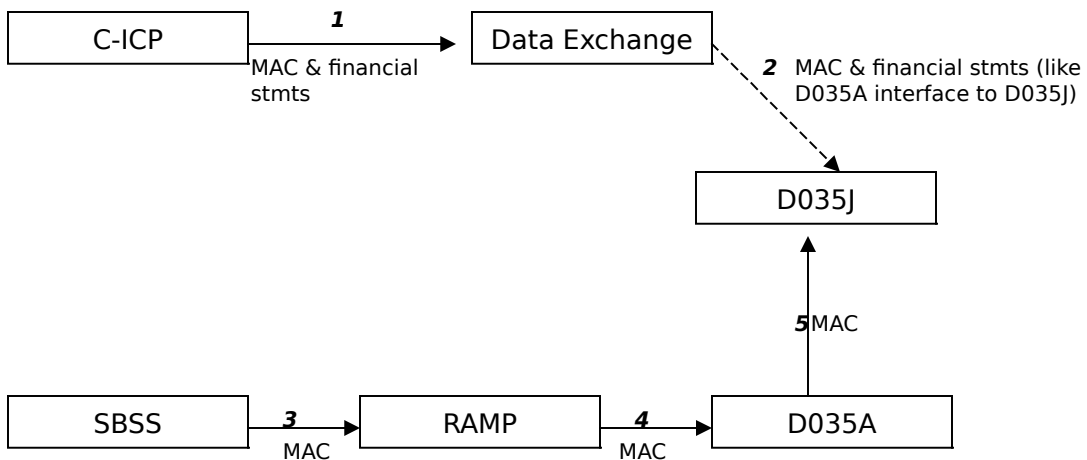 1
C-ICP
Data Exchange
MAC & financial
stmts
2 MAC & financial stmts (like
D035A interface to D035J)
D035J
5 MAC
SBSS
3
MAC
RAMP
4
MAC
D035A